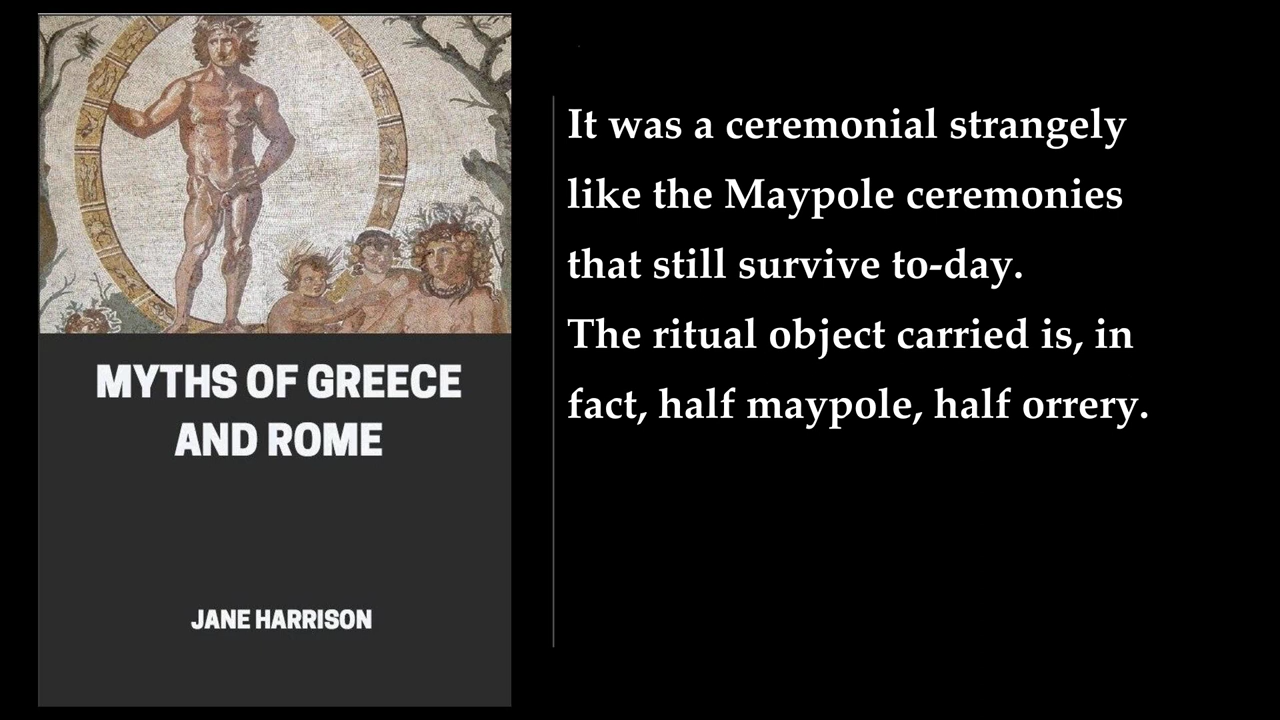 MYTHS OF GREECE
AND ROME
JANE HARRISON
It was a ceremonial strangely
like the Maypole ceremonies
that still survive to-day.
The ritual object carried is, in
fact, half maypole, half orrery.